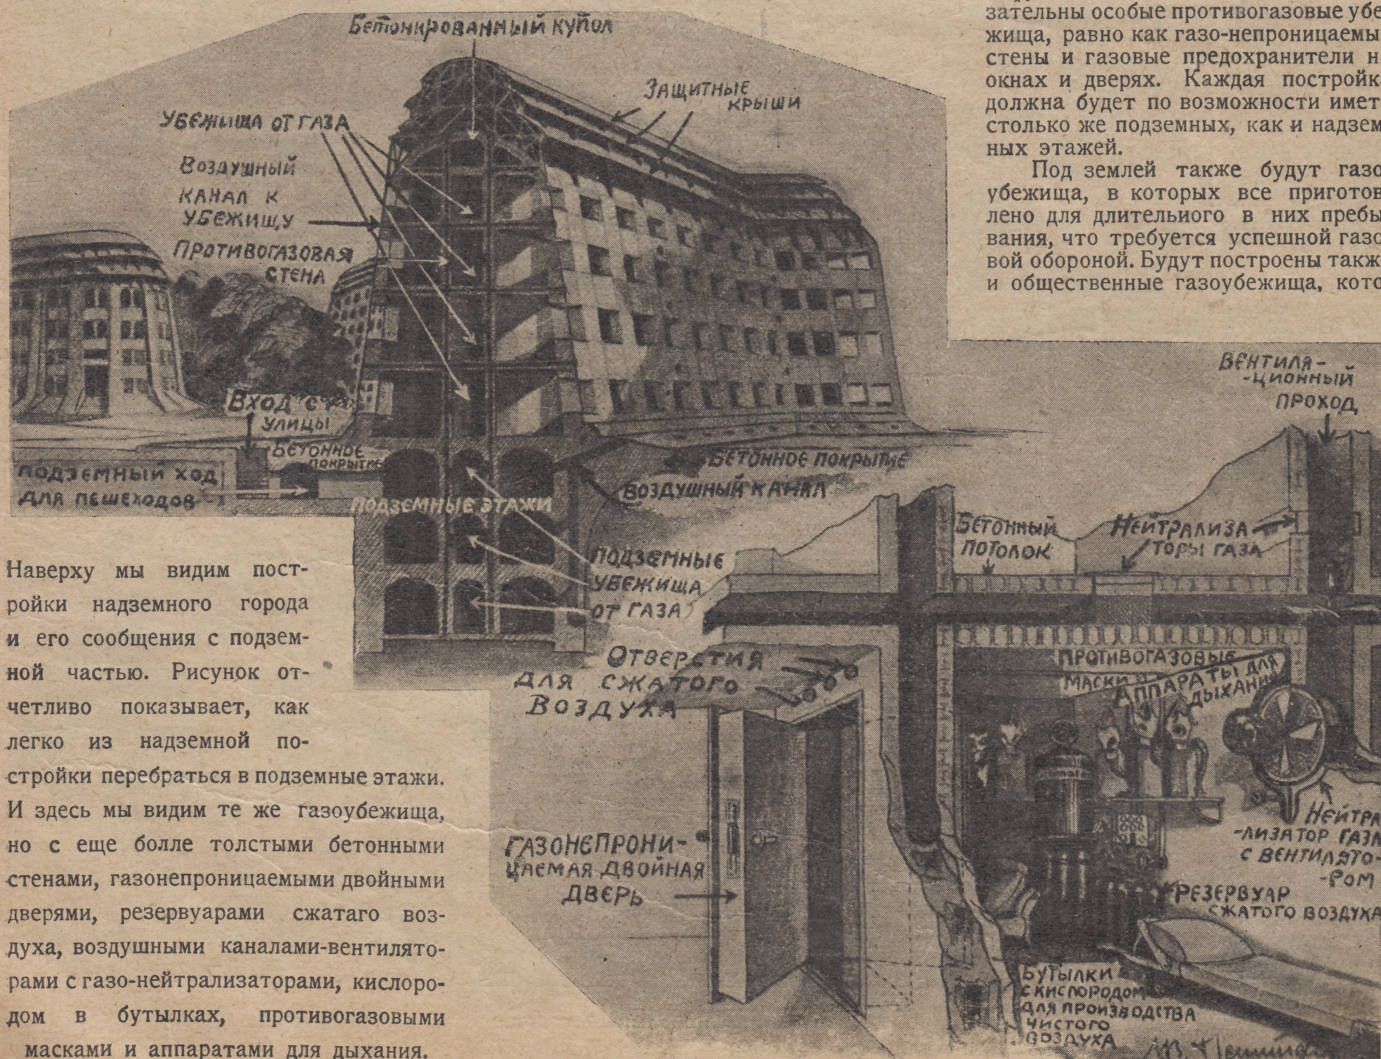 зательны особые противогазовые убе
жища, равно как газо-непроницаемы
стены и газовые предохранители н
окнах и дверях. Каждая постройк
должна будет по возможности имет
столько же подземных, как и надзем
ных этажей.
Под землей также будут газо
убежища, в которых все приготов
лено для длительиого в них пребы
вания, что требуется успешной газо
вой обороной. Будут построены такж
и общественные газоубежища, кото
Бетонированный купол
Защитные
крыши
Убежища от газа
Воздушный
канал к
убежищу
Противогазовая
стена
Вход с
улицы
Бетонное
покрытие
Подземный ход
для пешеходов
Подземные этажи
Бетонное покрытие
Воздушный канал
Подземные
убежища
от газа
Вентиля-
-ционный
проход
Бетонный
потолок
Нейтрализа
торы газа
Отверстия
для сжатого
воздуха
Противогазовые
маски
Аппараты для
дыхания
Нейтра
-лизатор газа
с вентилято-
-ром
Газонепрони-
цаемая двойная
дверь
Резервуар
сжатого воздуха
Бутылки
с кислородом
для производства
чистого
воздуха
Наверху мы видим пост-
ройки надземного города
и его сообщения с подзем-
ной частью. Рисунок от-
четливо показывает, как
легко из надземной по-
стройки перебраться в подземные этажи.
И здесь мы видим те же газоубежища,
но с еще болле толстыми бетонными
стенами, газонепроницаемыми двойными
дверями, резервуарами сжатаго воз-
духа, воздушными каналами-вентилято-
рами с газо-нейтрализаторами, кислоро-
дом в бутылках, противогазовыми
масками и аппаратами для дыхания.